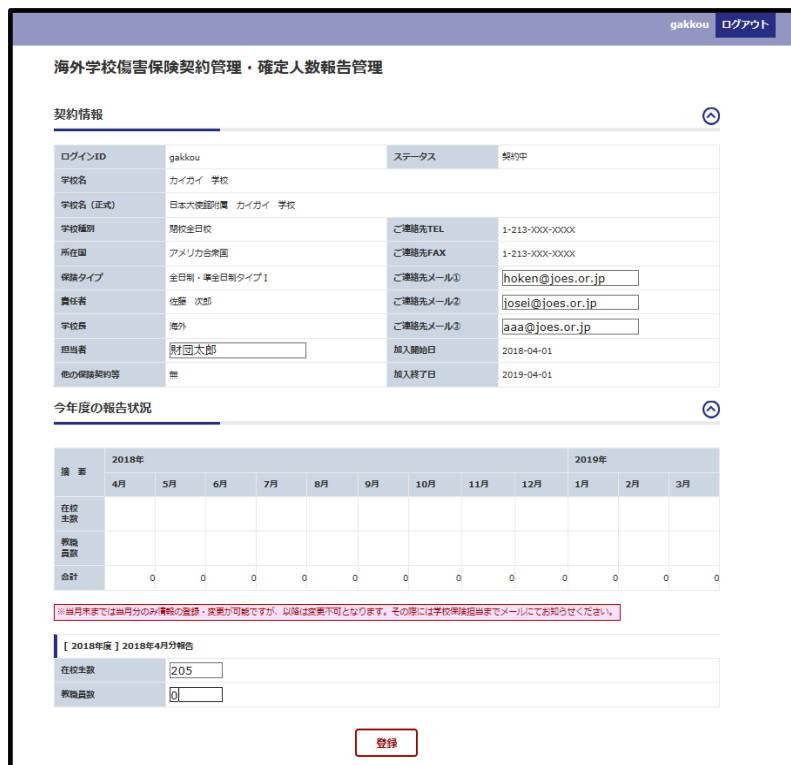 gakkou ログアウト
海外学校傷害保険契約管理・確定人数報告管理
契約情報
ログインID gakkou ステータス 契約中
学校名 カイガイ 学校
学校名（正式） 日本大使館附属 カイガイ 学校
学校種別 閉校全日校 ご連絡先TEL 1-213-XXX-XXXX
所在国 アメリカ合衆国 ご連絡先FAX 1-213-XXX-XXXX
保険タイプ 全日制・準全日制タイプⅠ ご連絡先メール① hoken@joes.or.jp
責任者 佐藤 次郎 ご連絡先メール② josei@joes.or.jp
学校長 海外 ご連絡先メール③ aaa@joes.or.jp
担当者 財団太郎 加入開始日 2018-04-01
他の保険契約等 無 加入終了日 2019-04-01
今年度の報告状況
摘 要 2018年 2019年
4月 5月 6月 7月 8月 9月 10月 11月 12月 1月 2月 3月
在校
生数
教職
員数
合計 0 0 0 0 0 0 0 0 0 0 0 0
※当月末までは当月分のみ情報の登録・変更が可能ですが、以降は変更不可となります。その際には学校保険担当までメールにてお知らせください。
[ 2018年度 ] 2018年4月分報告
在校生数 205
教職員数 0
登録